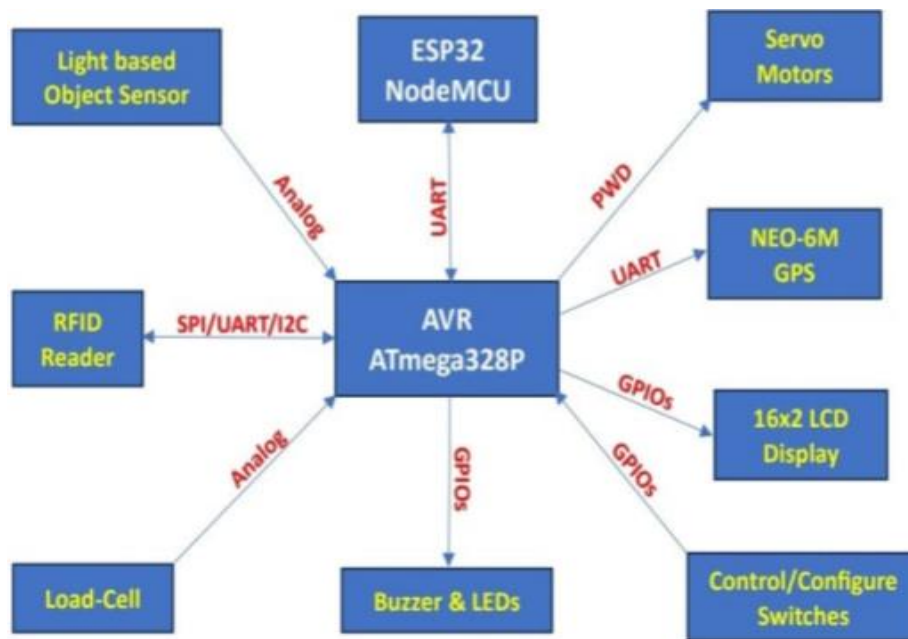 Light based
Object Sensor
ESP32
NodeMCU
Servo
Motors
Analog
UART
PWD
NEO-6M
GPS
UART
RFID
Reader
SPI/UART/I2C
AVR
ATmega328P
GPIOs
16x2 LCD
Display
Analog
GPIOs
GPIOs
Load-Cell
Buzzer & LEDs
Control/Configure
Switches